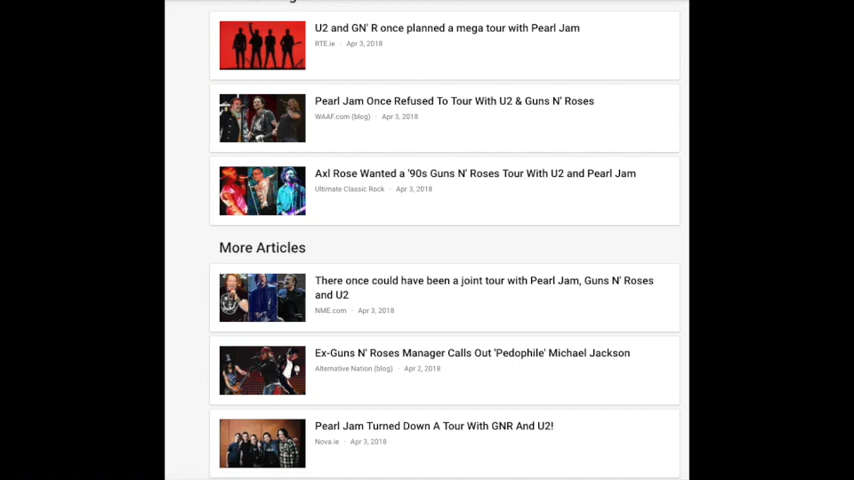 U2 and GN' R once planned a mega tour with Pearl Jam
RTE.ie · Apr 3, 2018
Pearl Jam Once Refused To Tour With U2 & Guns N' Roses
WAAF.com (blog) · Apr 3, 2018
Axl Rose Wanted a '90s Guns N' Roses Tour With U2 and Pearl Jam
Ultimate Classic Rock · Apr 3, 2018
More Articles
There once could have been a joint tour with Pearl Jam, Guns N' Roses
and U2
NME.com · Apr 3, 2018
Ex-Guns N' Roses Manager Calls Out 'Pedophile' Michael Jackson
Alternative Nation (blog) · Apr 2, 2018
Pearl Jam Turned Down A Tour With GNR And U2!
Nova.ie · Apr 3, 2018